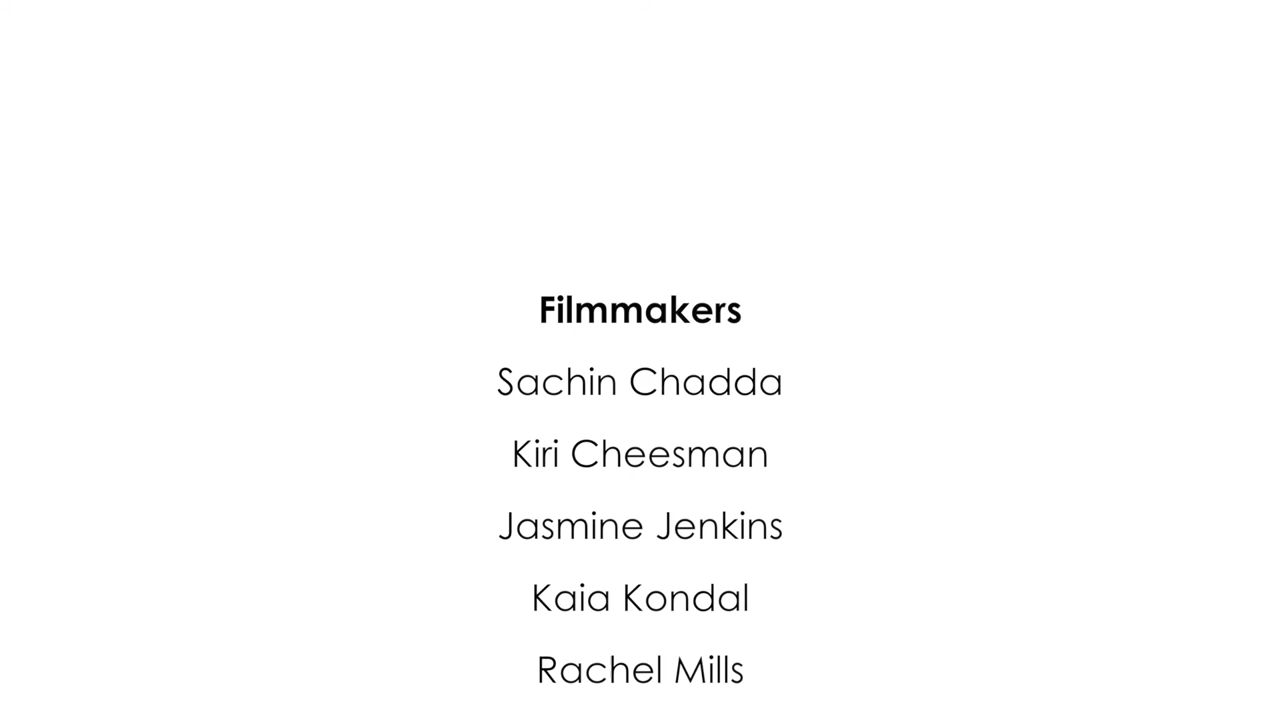 Filmmakers
Sachin Chadda
Kiri Cheesman
Jasmine Jenkins
Kaia Kondal
Rachel Mills